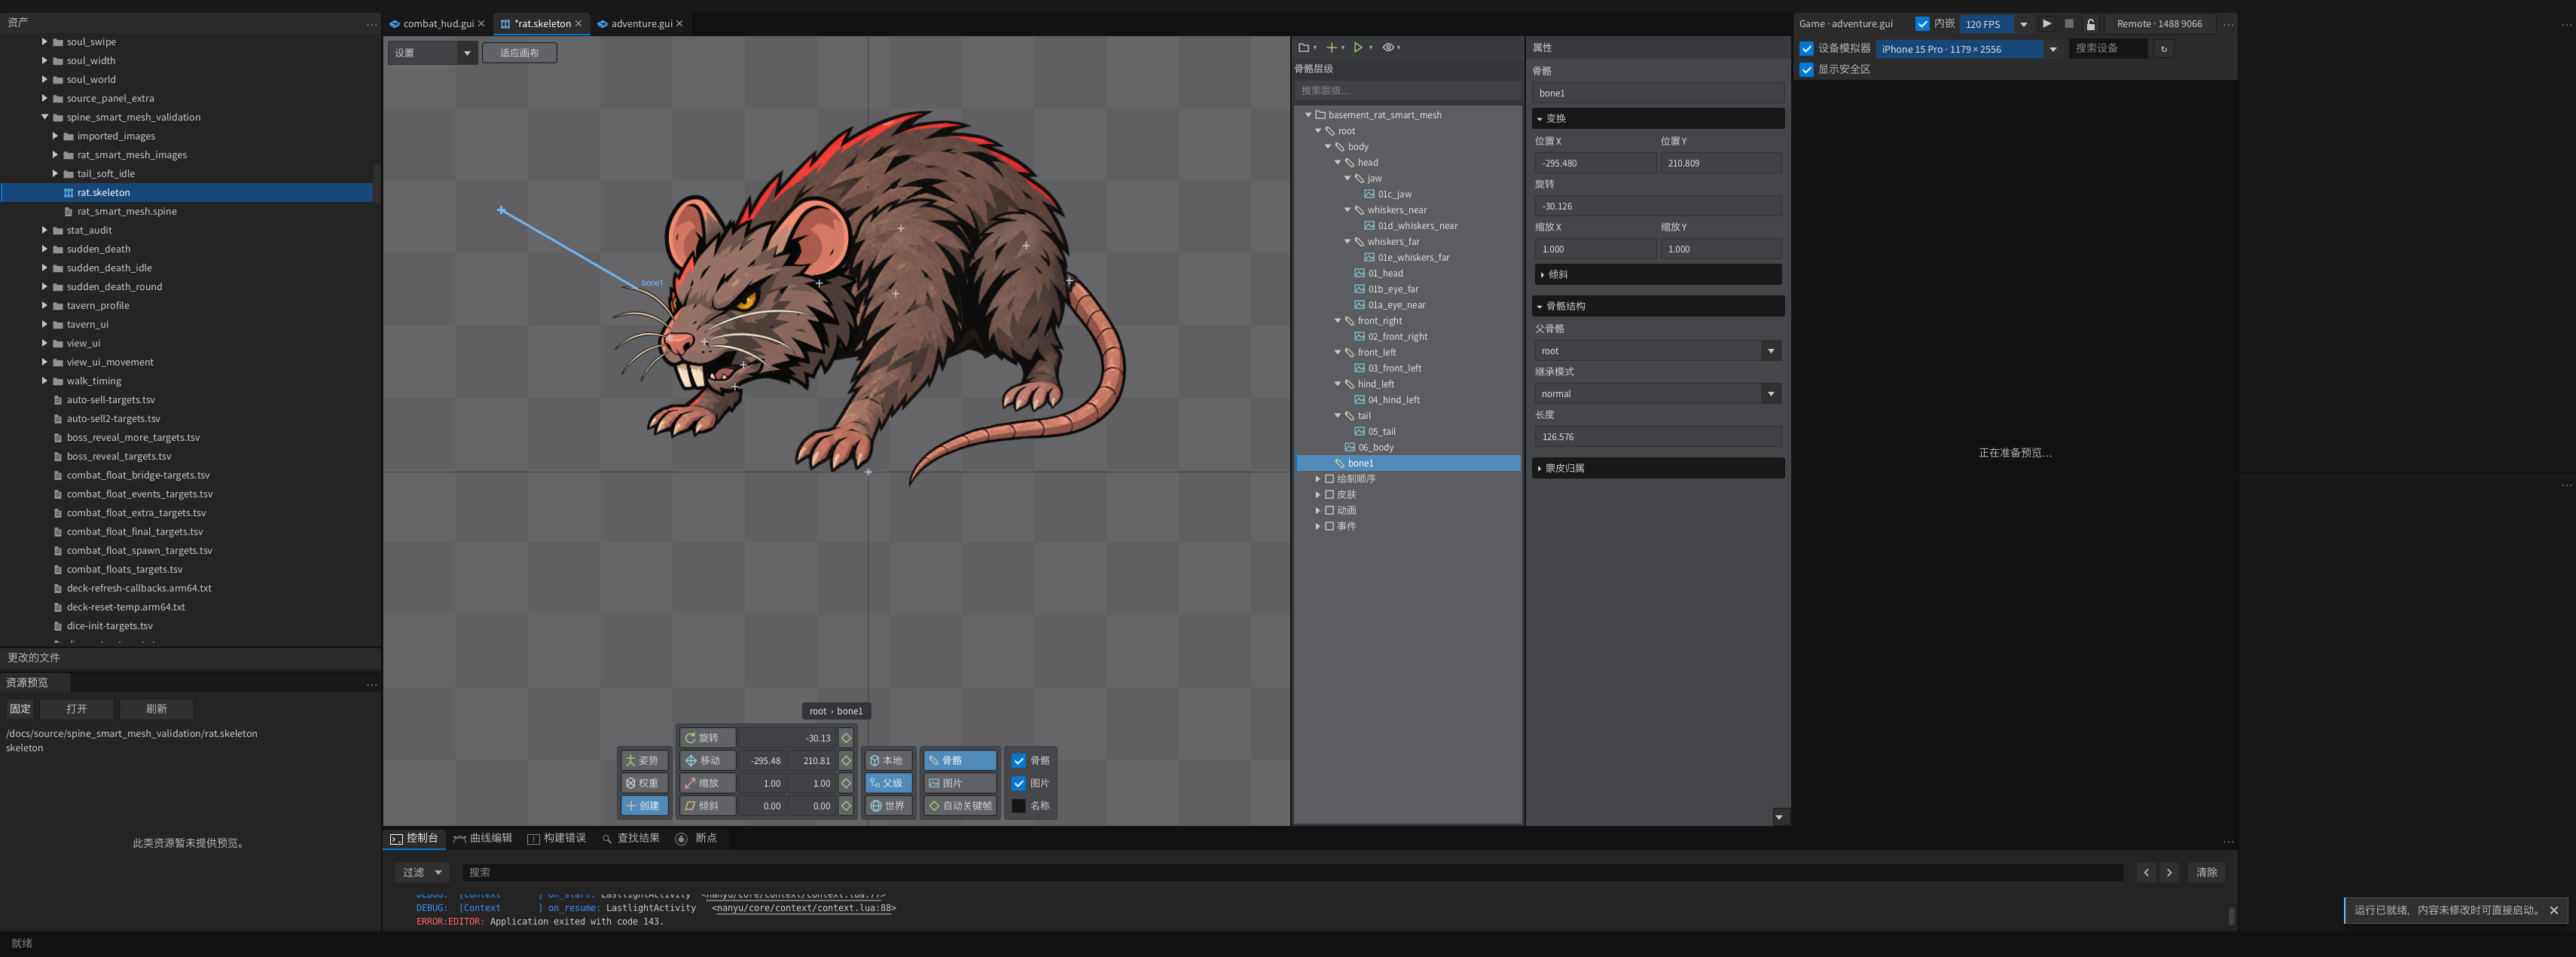 资产
soul_swipe
soul_width
soul_world
source_panel_extra
spine_smart_mesh_validation
imported_images
rat_smart_mesh_images
tail_soft_idle
rat.skeleton
rat_smart_mesh.spine
stat_audit
sudden_death
sudden_death_idle
sudden_death_round
tavern_profile
tavern_ui
view_ui
view_ui_movement
walk_timing
auto-sell-targets.tsv
auto-sell2-targets.tsv
boss_reveal_more_targets.tsv
boss_reveal_targets.tsv
combat_float_bridge-targets.tsv
combat_float_events_targets.tsv
combat_float_extra_targets.tsv
combat_float_final_targets.tsv
combat_float_spawn_targets.tsv
combat_floats_targets.tsv
deck-refresh-callbacks.arm64.txt
deck-reset-temp.arm64.txt
dice-init-targets.tsv
更改的文件
资源预览
固定 打开 刷新
/docs/source/spine_smart_mesh_validation/rat.skeleton
skeleton
此类资源暂未提供预览。
就绪
combat_hud.gui *rat.skeleton adventure.gui
设置 适应画布
bone1
root › bone1
旋转 -30.13
姿势 移动 -295.48 210.81 本地 骨骼 骨骼
权重 缩放 1.00 1.00 父级 图片 图片
创建 倾斜 0.00 0.00 世界 自动关键帧 名称
骨骼层级
搜索层级...
basement_rat_smart_mesh
root
body
head
jaw
01c_jaw
whiskers_near
01d_whiskers_near
whiskers_far
01e_whiskers_far
01_head
01b_eye_far
01a_eye_near
front_right
02_front_right
front_left
03_front_left
hind_left
04_hind_left
tail
05_tail
06_body
bone1
绘制顺序
皮肤
动画
事件
属性
骨骼
bone1
变换
位置 X 位置 Y
-295.480 210.809
旋转
-30.126
缩放 X 缩放 Y
1.000 1.000
倾斜
骨骼结构
父骨骼
root
继承模式
normal
长度
126.576
蒙皮归属
控制台 曲线编辑 构建错误 查找结果 断点
过滤 搜索 清除
DEBUG: [Context ] on_start: LastlightActivity <nanyu/core/context/context.lua:77>
DEBUG: [Context ] on_resume: LastlightActivity <nanyu/core/context/context.lua:88>
ERROR:EDITOR: Application exited with code 143.
Game · adventure.gui 内嵌 120 FPS Remote · 1488 9066
设备模拟器 iPhone 15 Pro · 1179 × 2556 搜索设备
显示安全区
正在准备预览...
运行已就绪，内容未修改时可直接启动。